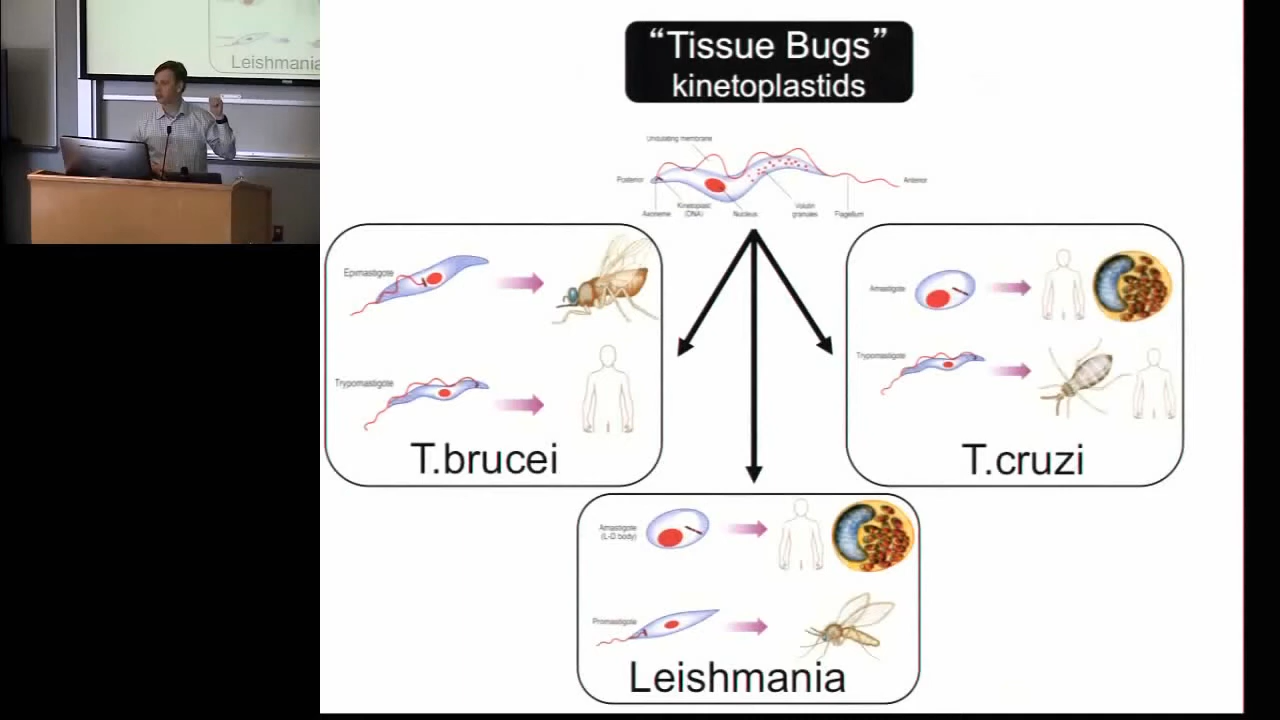 Leishmania
“Tissue Bugs”
kinetoplastids
Undulating membrane
Posterior
Anterior
Kinetoplast
(DNA)
Axoneme
Nucleus
Volutin
granules
Flagellum
Epimastigote
Trypomastigote
T.brucei
Amastigote
Trypomastigote
T.cruzi
Amastigote
(L-D body)
Promastigote
Leishmania